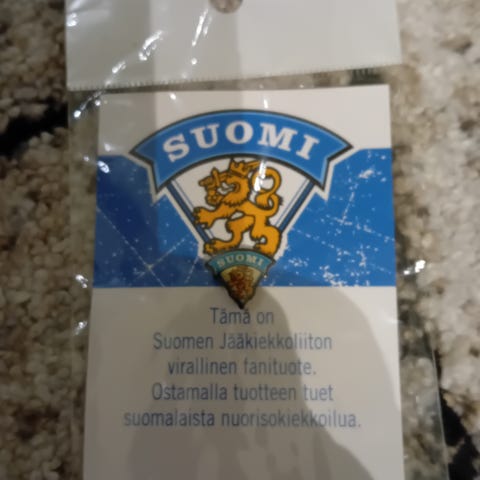 SUOMI
SUOMI
Tämä on
Suomen Jääkiekkoliiton
virallinen fanituote.
Ostamalla tuotteen tuet
suomalaista nuorisokiekkoilua.